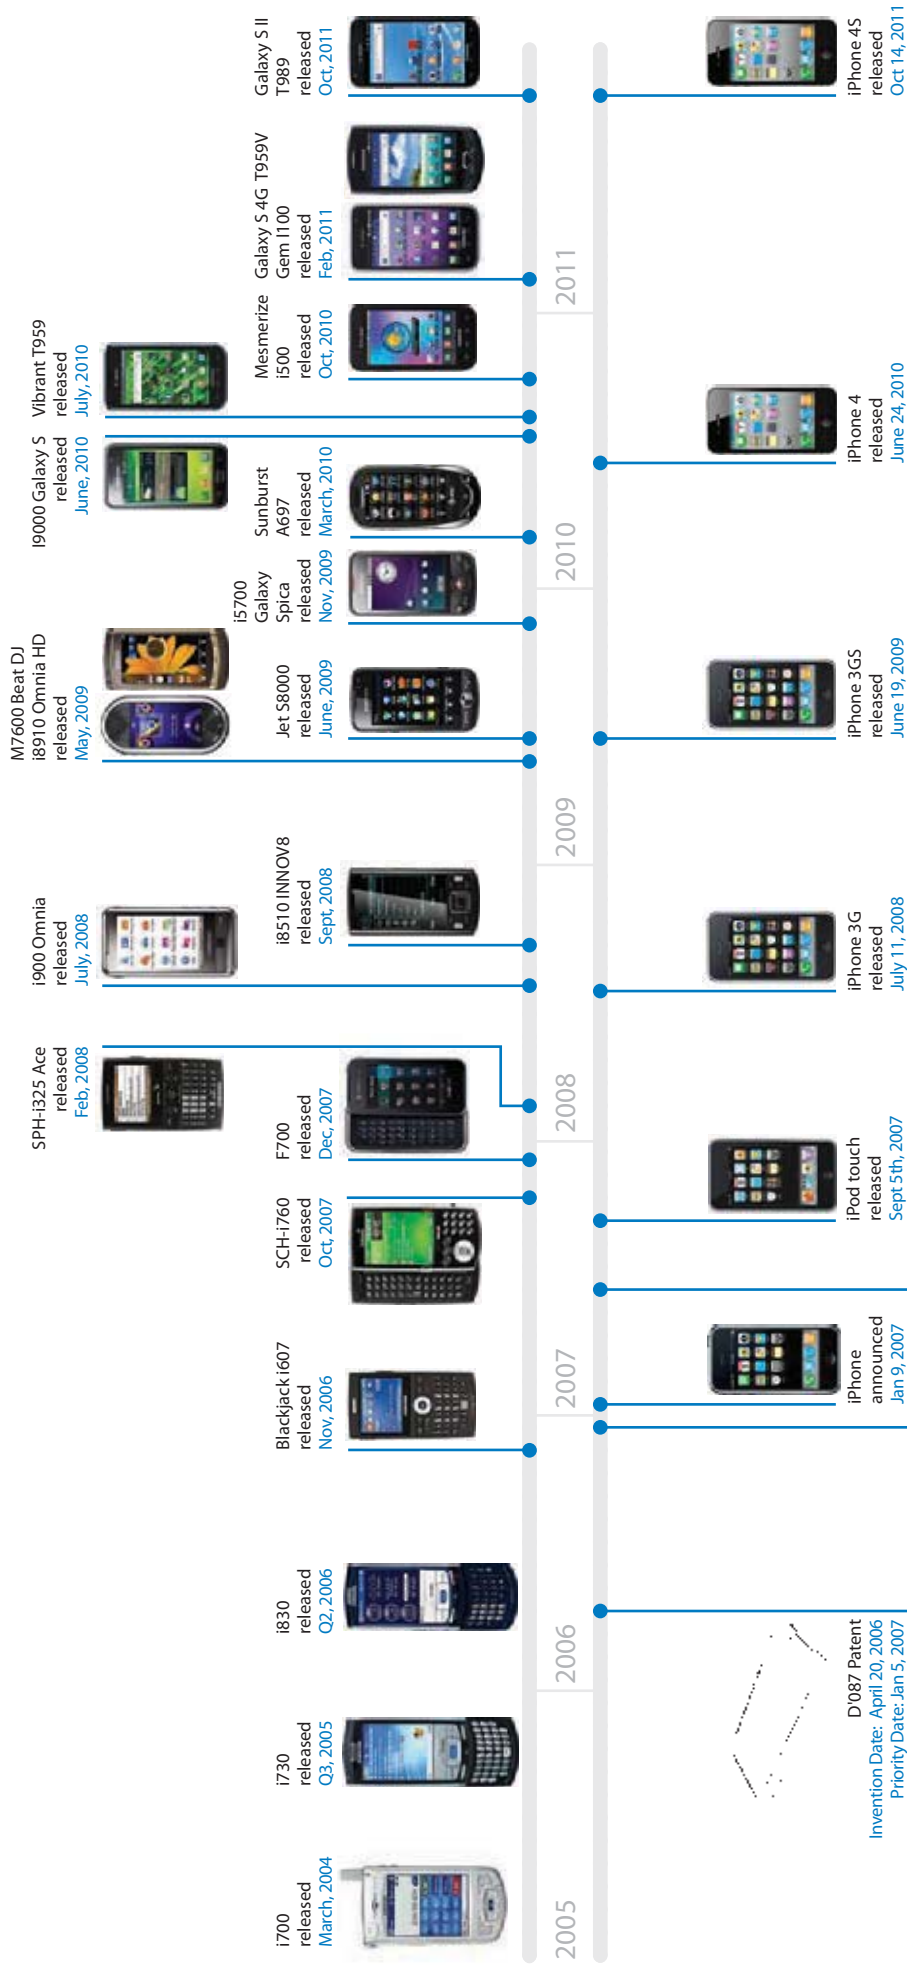 i700
released
March, 2004
i730
released
Q3, 2005
i830
released
Q2, 2006
Blackjack i607
released
Nov, 2006
SCH-i760
released
Oct, 2007
F700
released
Dec, 2007
SPH-i325 Ace
released
Feb, 2008
i900 Omnia
released
July, 2008
i8510 INNOV8
released
Sept, 2008
M7600 Beat DJ
i8910 Omnia HD
released
May, 2009
Jet S8000
released
June, 2009
i5700
Galaxy
Spica
released
Nov, 2009
Sunburst
A697
released
March, 2010
I9000 Galaxy S
released
June, 2010
Vibrant T959
released
July, 2010
Mesmerize
i500
released
Oct, 2010
Galaxy S 4G T959V
Gem I100
released
Feb, 2011
Galaxy S II
T989
released
Oct, 2011
2005
2006
2007
2008
2009
2010
2011
D'087 Patent
Invention Date: April 20, 2006
Priority Date: Jan 5, 2007
iPhone
announced
Jan 9, 2007
iPod touch
released
Sept 5th, 2007
iPhone 3G
released
July 11, 2008
iPhone 3GS
released
June 19, 2009
iPhone 4
released
June 24, 2010
iPhone 4S
released
Oct 14, 2011